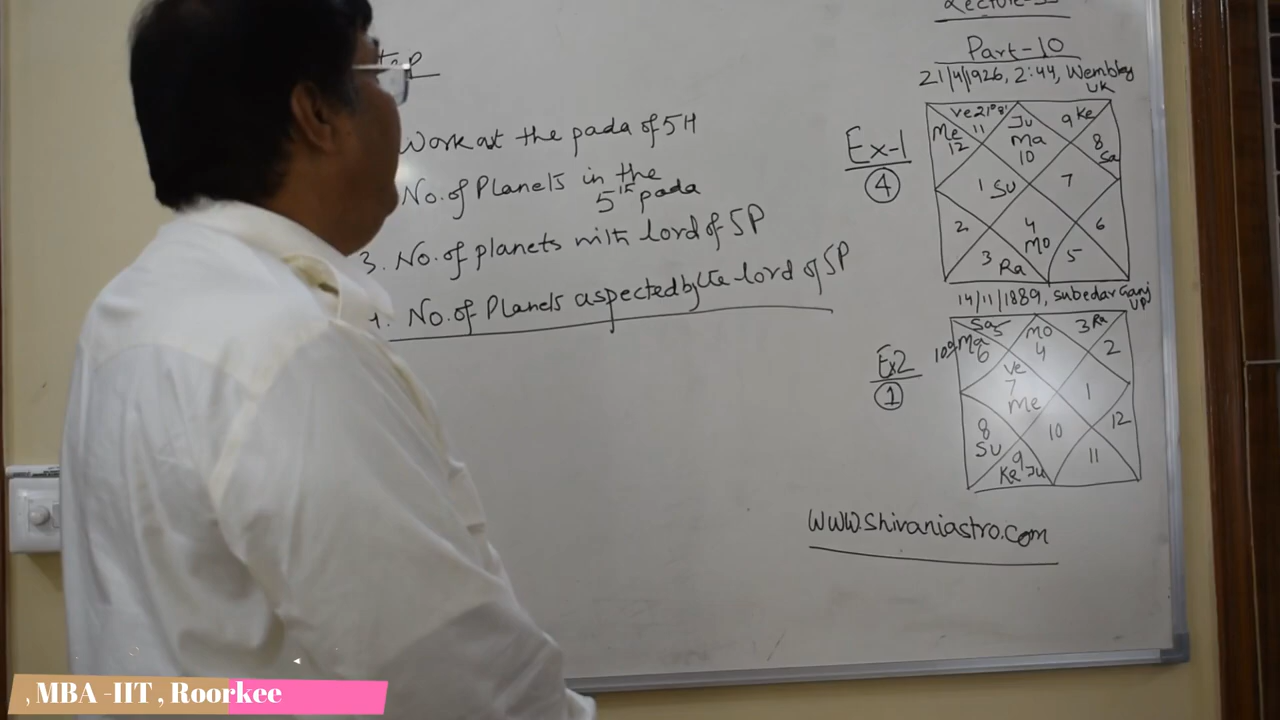 Part-10
21/4/1926, 2:44, Wembley
UK
Step
Work out the pada of 5H
No. of Planets in the
5th pada
3. No. of planets with lord of 5P
4. No. of Planets aspected by the lord of 5P
Ex-1
4
Ve 21°8'
11
Ju
Ma
10
9 Ke
Me
12
8
Sa
1 Su
7
2
4
Mo
6
3
Ra
5
14/11/1889, Subedar Ganj
UP
Ex2
1
Sa
5
Mo
4
3 Ra
Ma
6
2
Ve
7
Me
1
8
Su
10
12
9
Ke Ju
11
www.shivaniastro.com
, MBA -IIT , Roorkee